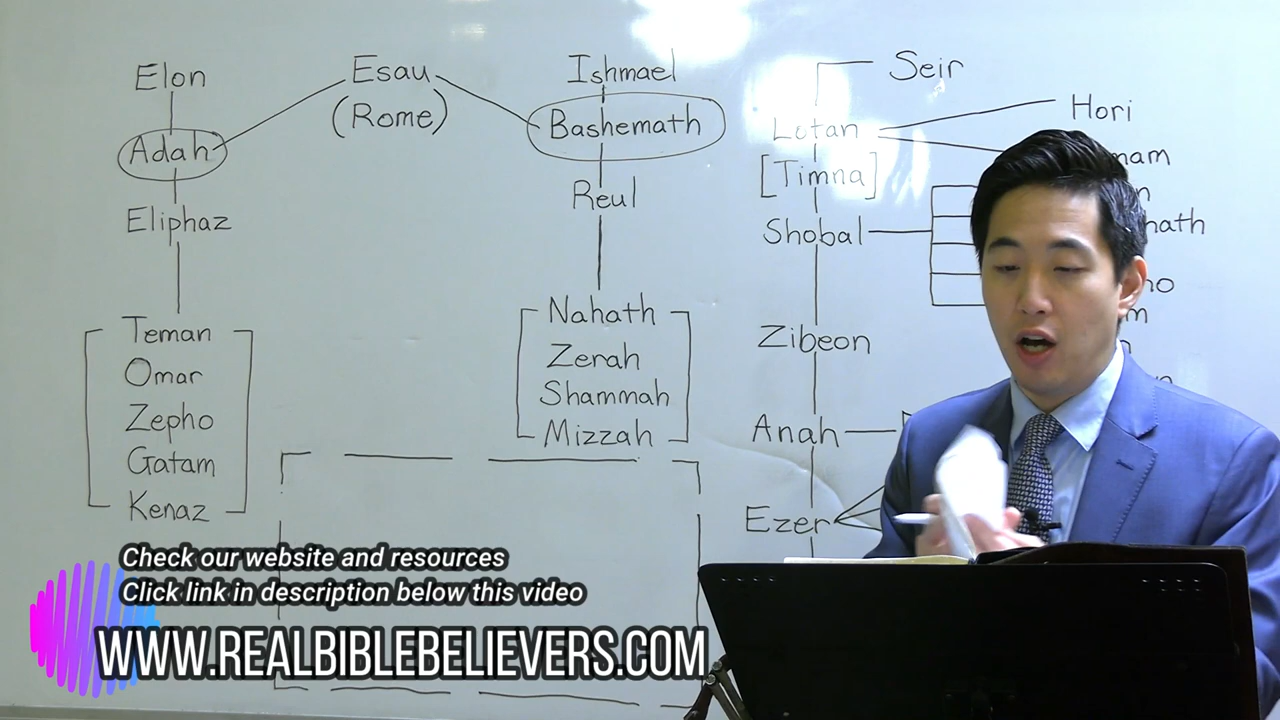 Elon
Esau
(Rome)
Ishmael
Seir
Adah
Bashemath
Lotan
Hori
[Timna]
Eliphaz
Reul
Shobal
Teman
Omar
Zepho
Gatam
Kenaz
Nahath
Zerah
Shammah
Mizzah
Zibeon
Anah
Ezer
Check our website and resources
Click link in description below this video
WWW.REALBIBLEBELIEVERS.COM